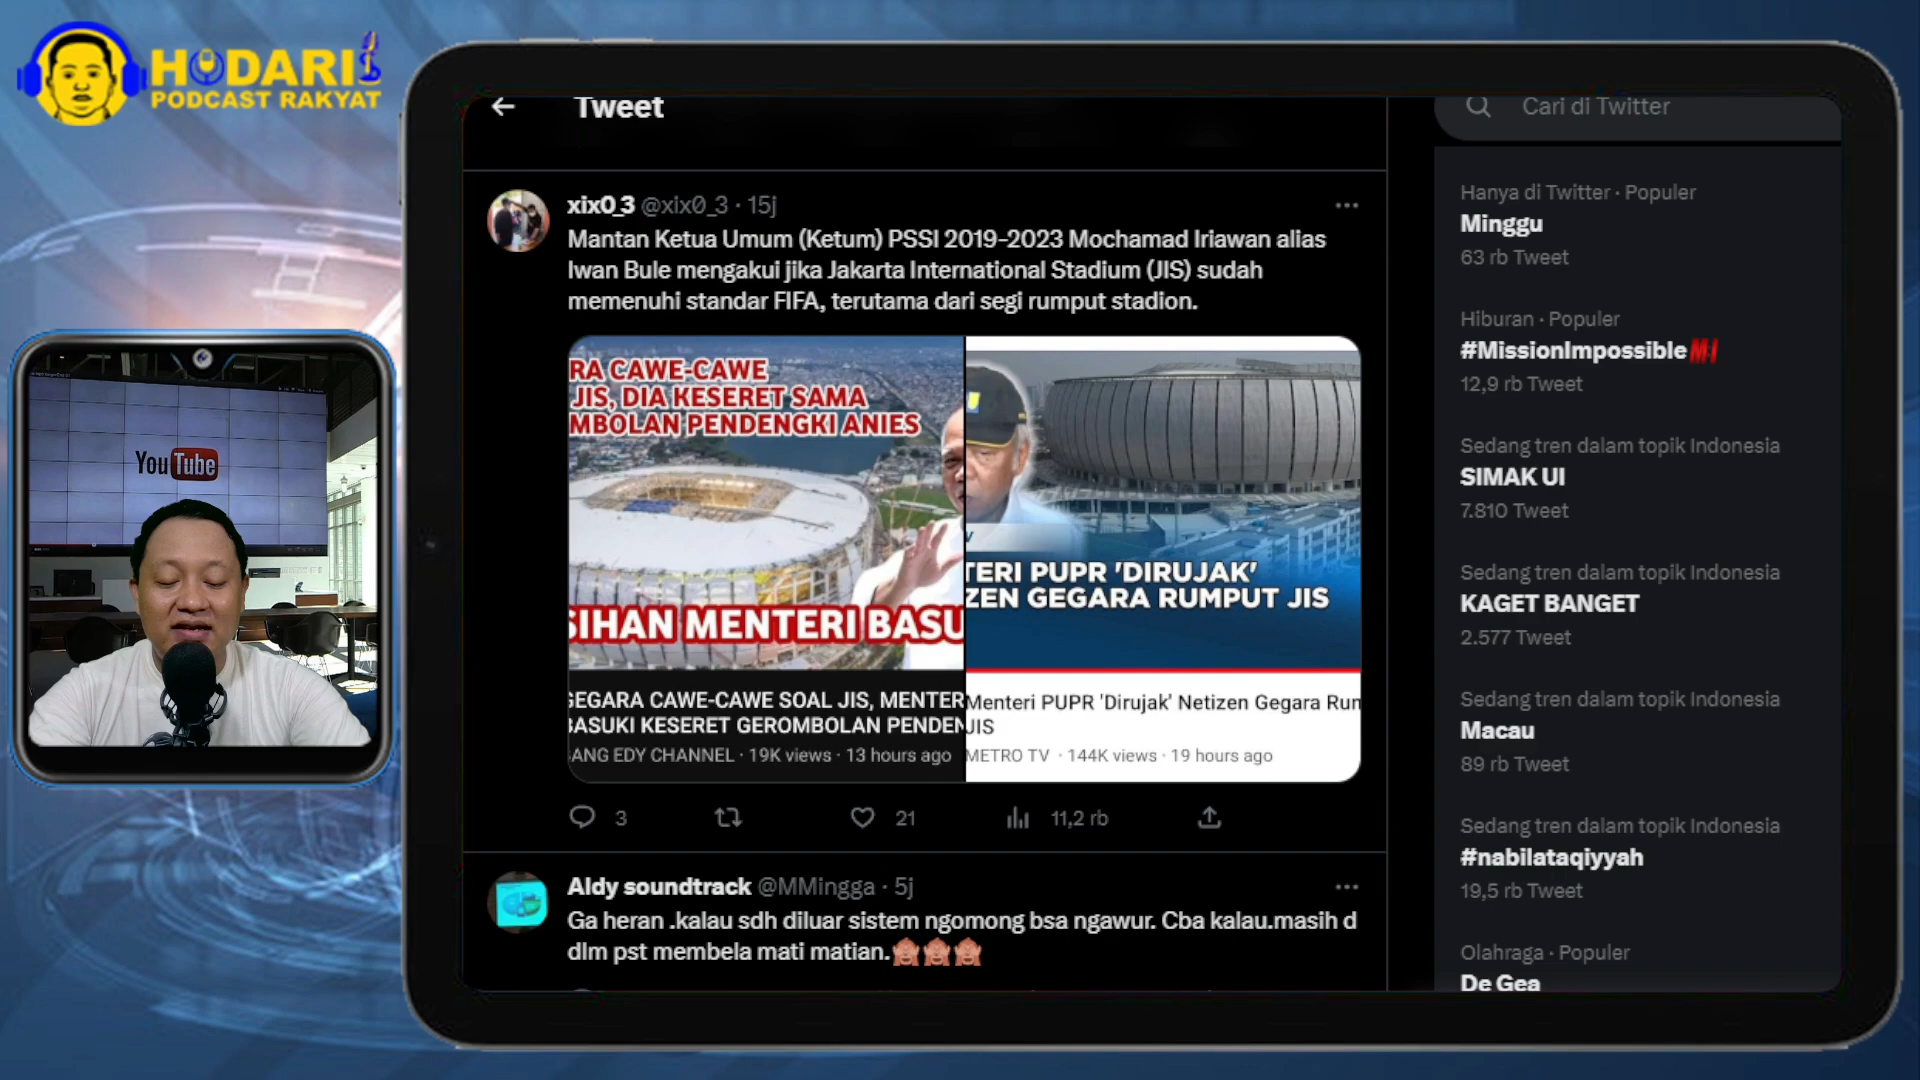 HODARI
PODCAST RAKYAT
YouTube
Tweet
xix0_3 @xix0_3 · 15j
Mantan Ketua Umum (Ketum) PSSI 2019-2023 Mochamad Iriawan alias
Iwan Bule mengakui jika Jakarta International Stadium (JIS) sudah
memenuhi standar FIFA, terutama dari segi rumput stadion.
RA CAWE-CAWE
JIS, DIA KESERET SAMA
MBOLAN PENDENGKI ANIES
SIHAN MENTERI BASU
GEGARA CAWE-CAWE SOAL JIS, MENTER
BASUKI KESERET GEROMBOLAN PENDEN
ANG EDY CHANNEL · 19K views · 13 hours ago
TERI PUPR 'DIRUJAK'
ZEN GEGARA RUMPUT JIS
Menteri PUPR 'Dirujak' Netizen Gegara Rum
JIS
METRO TV · 144K views · 19 hours ago
3 21 11,2 rb
Aldy soundtrack @MMingga · 5j
Ga heran .kalau sdh diluar sistem ngomong bsa ngawur. Cba kalau.masih d
dlm pst membela mati matian.🙈🙈🙈
Cari di Twitter
Hanya di Twitter · Populer
Minggu
63 rb Tweet
Hiburan · Populer
#MissionImpossible MI
12,9 rb Tweet
Sedang tren dalam topik Indonesia
SIMAK UI
7.810 Tweet
Sedang tren dalam topik Indonesia
KAGET BANGET
2.577 Tweet
Sedang tren dalam topik Indonesia
Macau
89 rb Tweet
Sedang tren dalam topik Indonesia
#nabilataqiyyah
19,5 rb Tweet
Olahraga · Populer
De Gea